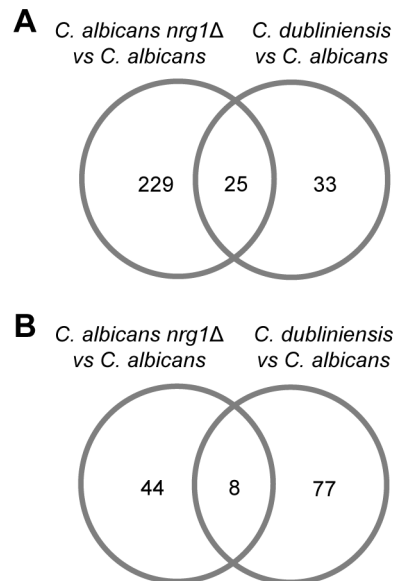 A
C. albicans nrg1Δ C. dubliniensis
vs C. albicans vs C. albicans
229 25 33
B
C. albicans nrg1Δ C. dubliniensis
vs C. albicans vs C. albicans
44 8 77